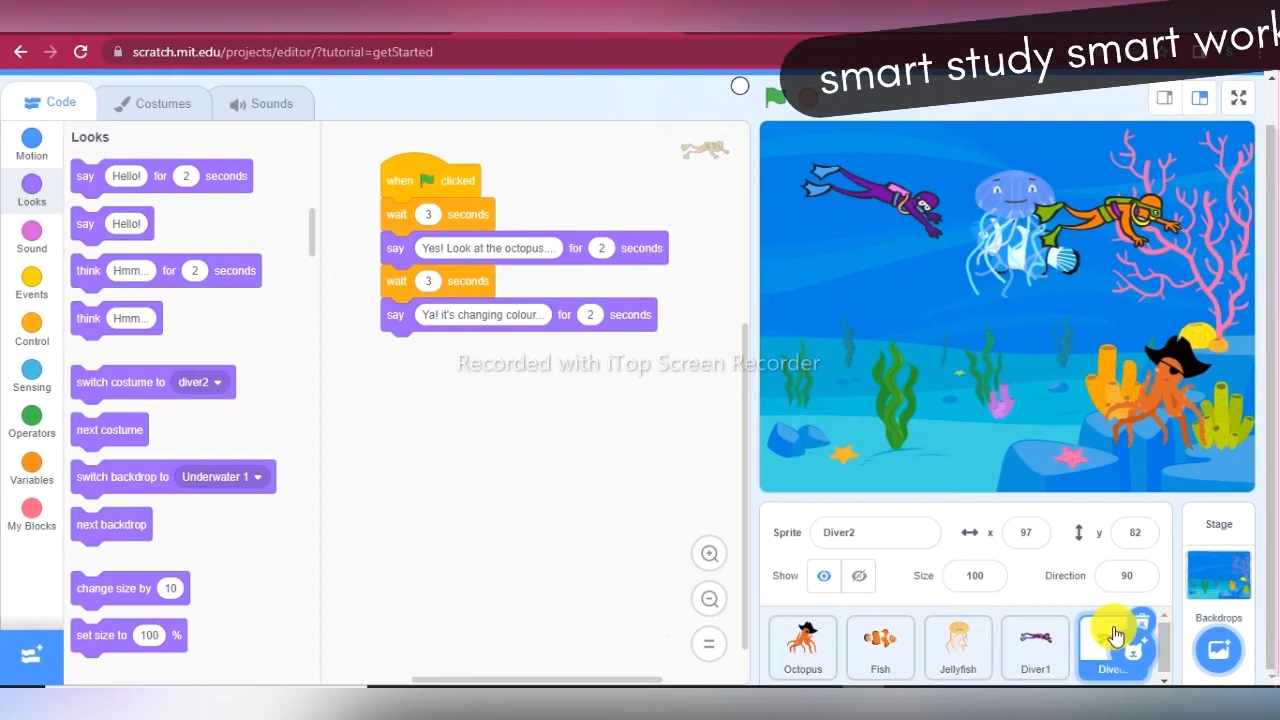 smart study smart work
scratch.mit.edu/projects/editor/?tutorial=getStarted
Code Costumes Sounds
Motion
Looks
Sound
Events
Control
Sensing
Operators
Variables
My Blocks
Looks
say Hello! for 2 seconds
say Hello!
think Hmm... for 2 seconds
think Hmm...
switch costume to diver2
next costume
switch backdrop to Underwater 1
next backdrop
change size by 10
set size to 100 %
when clicked
wait 3 seconds
say Yes! Look at the octopus.... for 2 seconds
wait 3 seconds
say Ya! it's changing colour... for 2 seconds
Recorded with iTop Screen Recorder
Sprite Diver2 x 97 y 82
Show Size 100 Direction 90
Octopus Fish Jellyfish Diver1
Stage
Backdrops